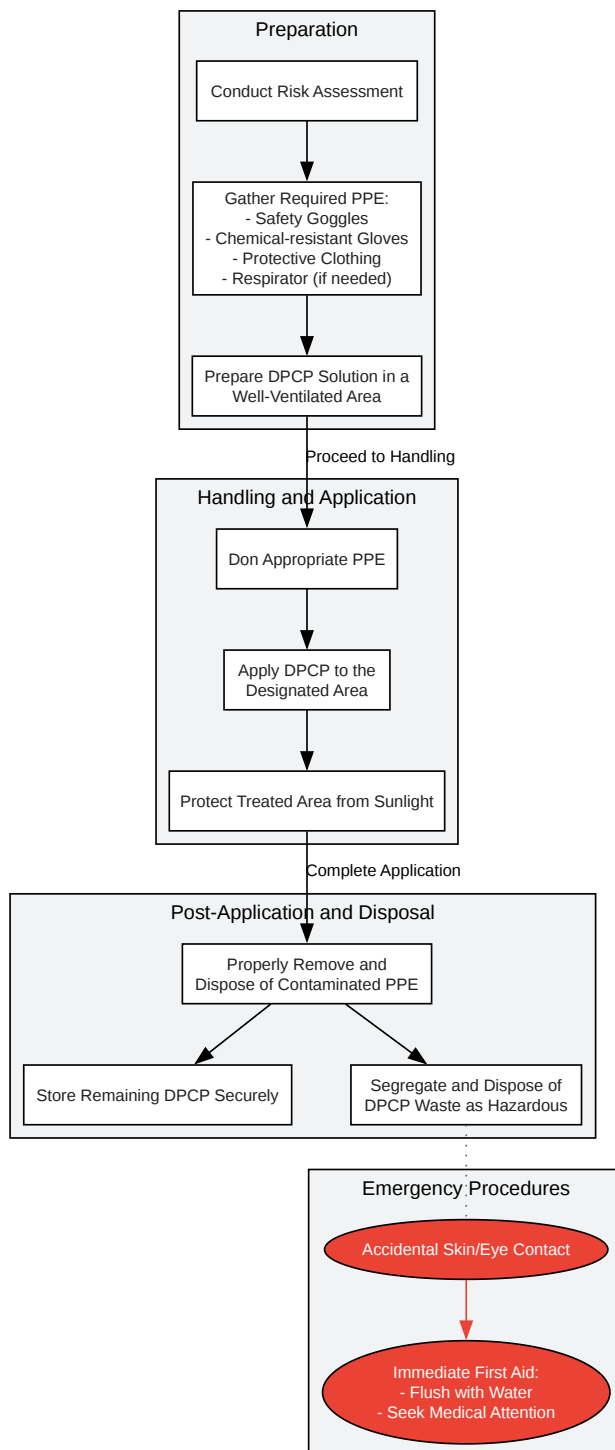 Preparation
Conduct Risk Assessment
Gather Required PPE:
- Safety Goggles
- Chemical-resistant Gloves
- Protective Clothing
- Respirator (if needed)
Prepare DPCP Solution in a
Well-Ventilated Area
Proceed to Handling
Handling and Application
Don Appropriate PPE
Apply DPCP to the
Designated Area
Protect Treated Area from Sunlight
Complete Application
Post-Application and Disposal
Properly Remove and
Dispose of Contaminated PPE
Store Remaining DPCP Securely
Segregate and Dispose of
DPCP Waste as Hazardous
Emergency Procedures
Accidental Skin/Eye Contact
Immediate First Aid:
- Flush with Water
- Seek Medical Attention